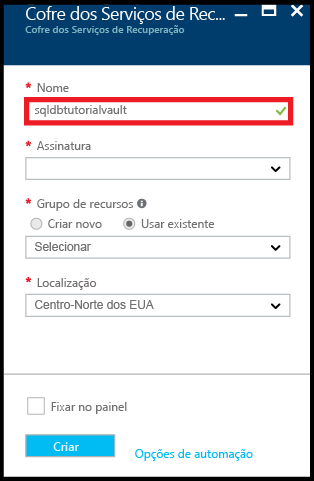 Cofre dos Serviços de Recu...
Cofre dos Serviços de Recuperação
* Nome
sqldbtutorialvault
* Assinatura
* Grupo de recursos
Criar novo Usar existente
Selecionar
* Localização
Centro-Norte dos EUA
Fixar no painel
Criar Opções de automação